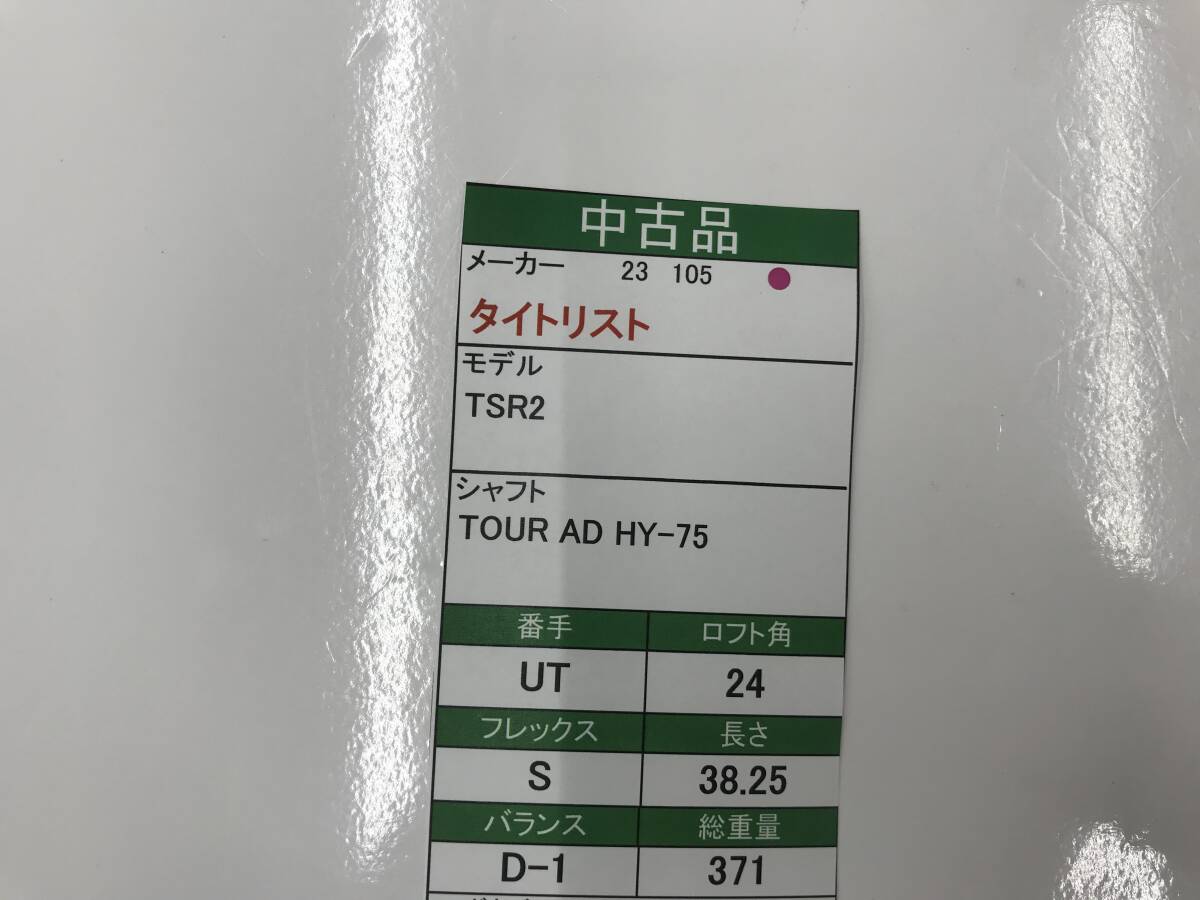 中古品
メーカー 23 105
タイトリスト
モデル
TSR2
シャフト
TOUR AD HY-75
番手 ロフト角
UT 24
フレックス 長さ
S 38.25
バランス 総重量
D-1 371